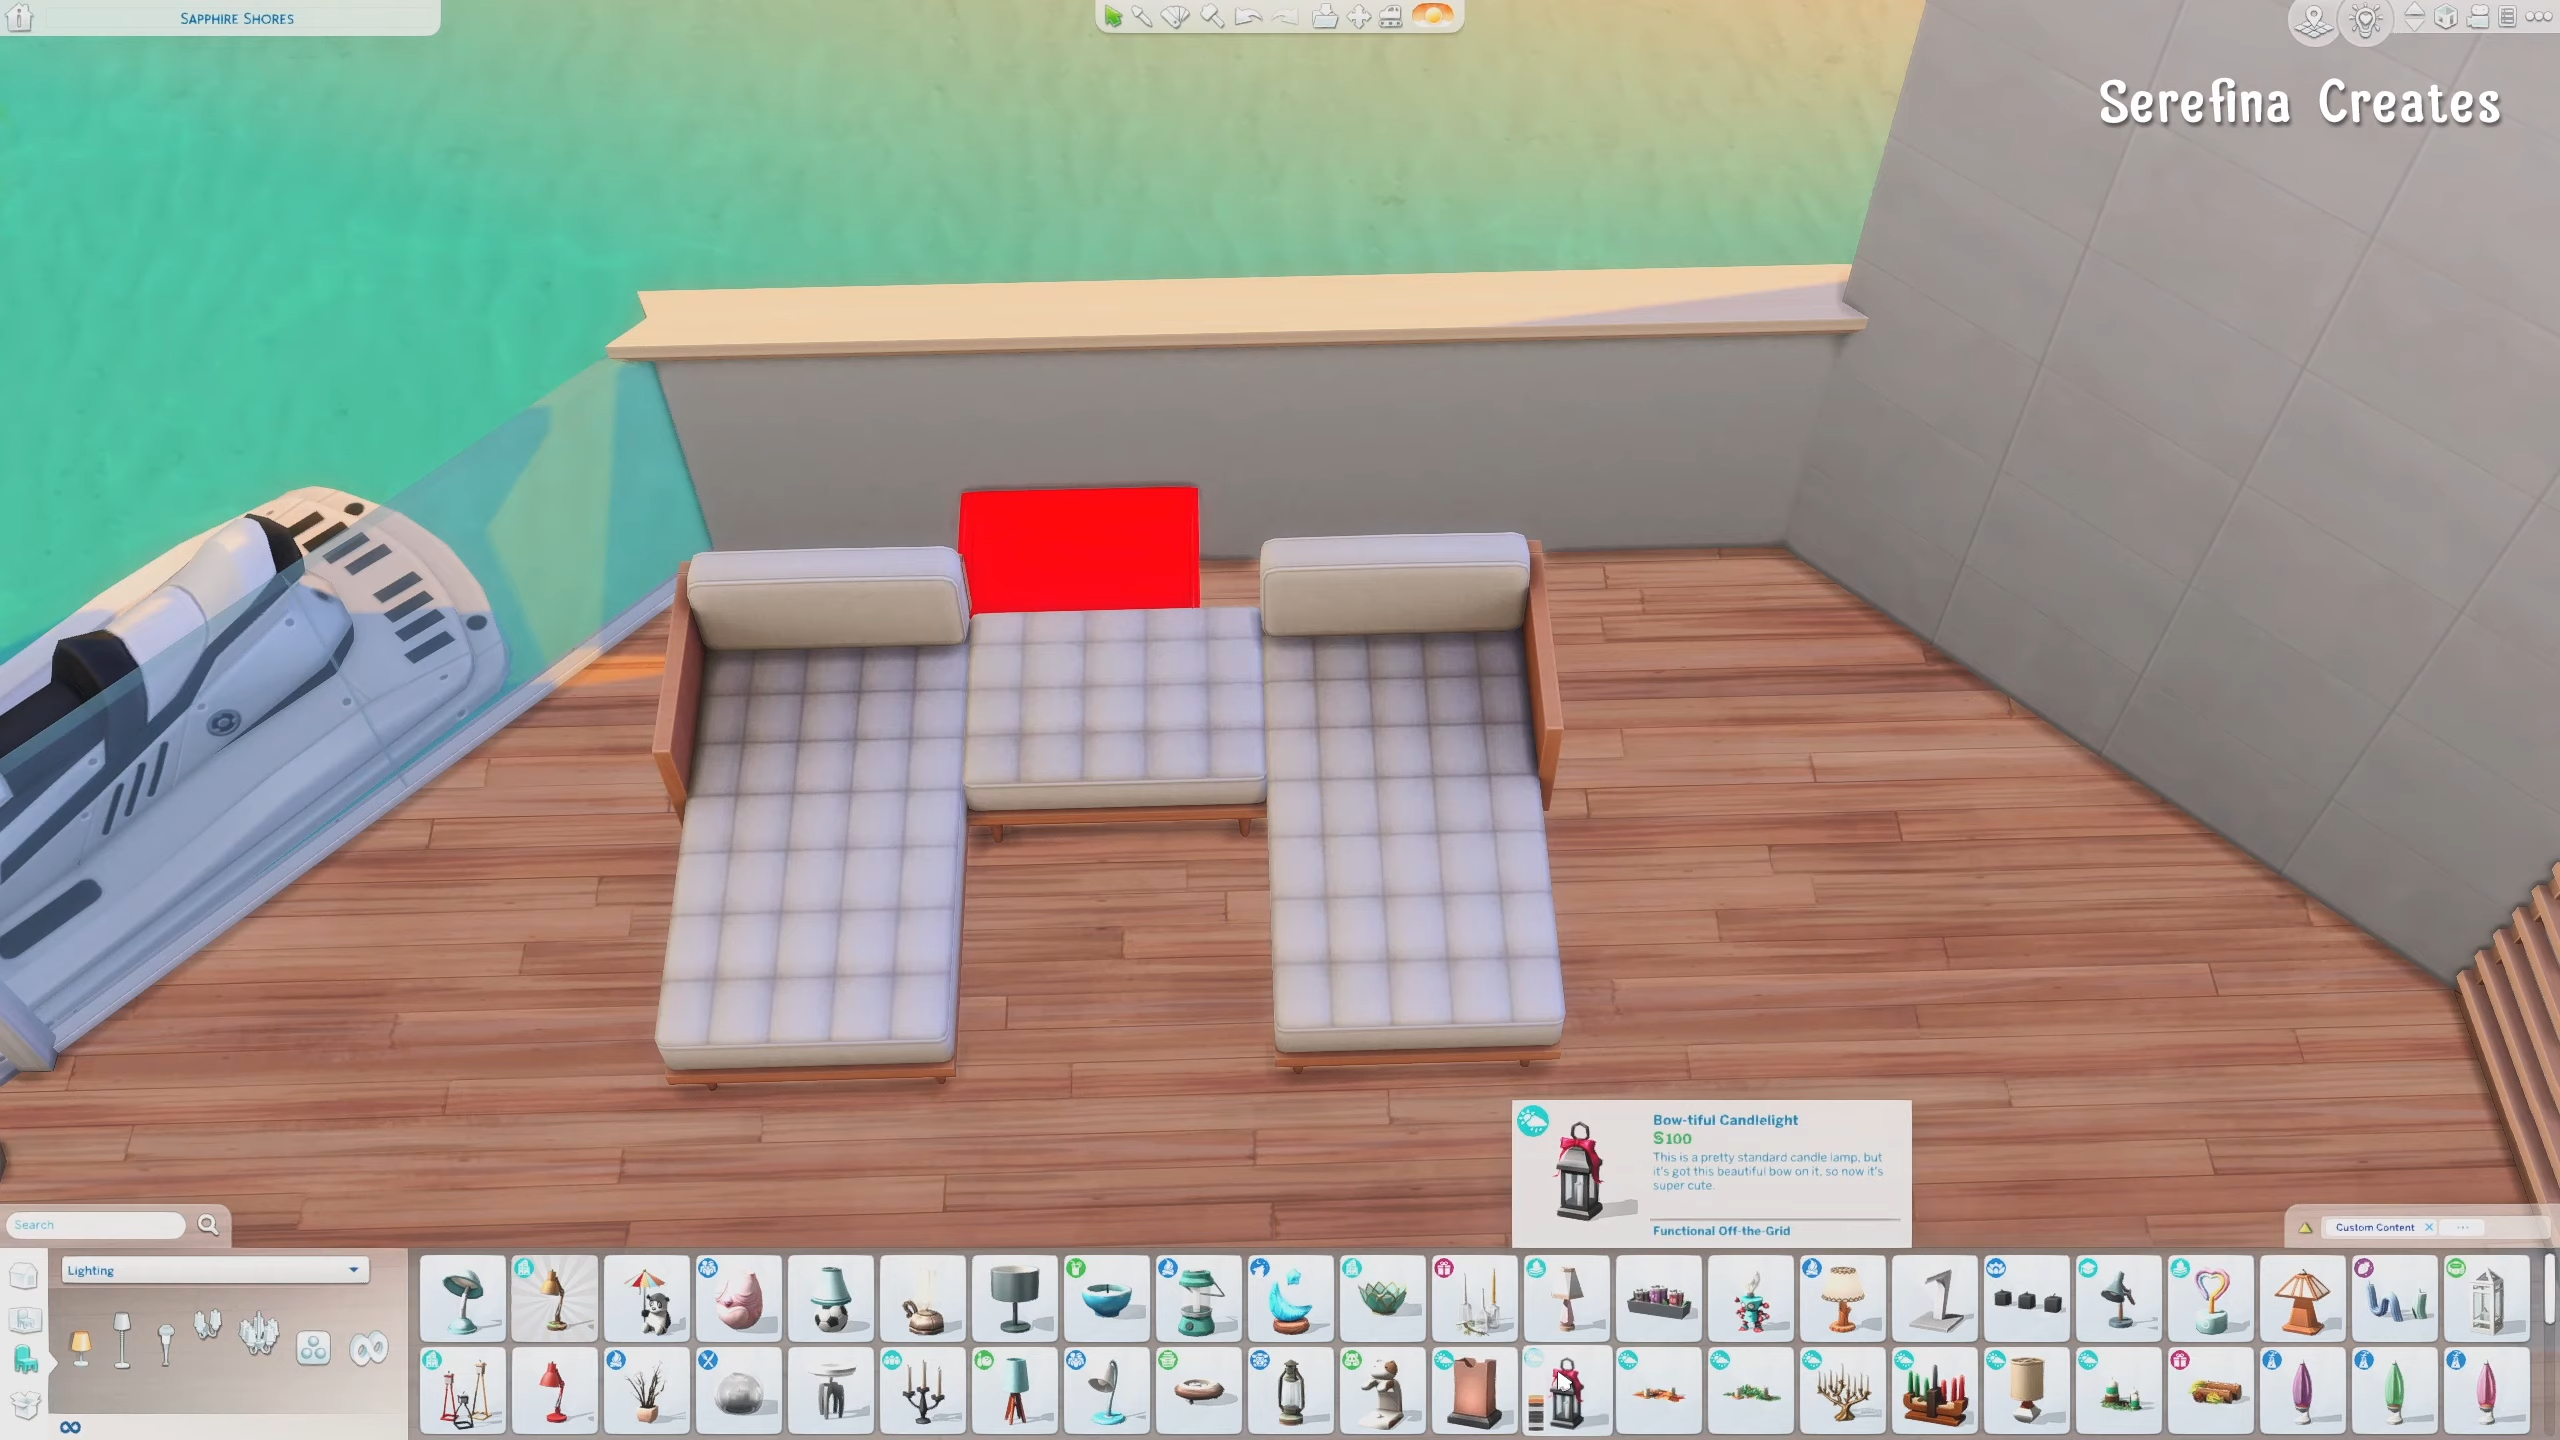 SAPPHIRE SHORES
Serefina Creates
Bow-tiful Candlelight
§100
This is a pretty standard candle lamp, but
it's got this beautiful bow on it, so now it's
super cute.
Functional Off-the-Grid
Search
Custom Content
Lighting